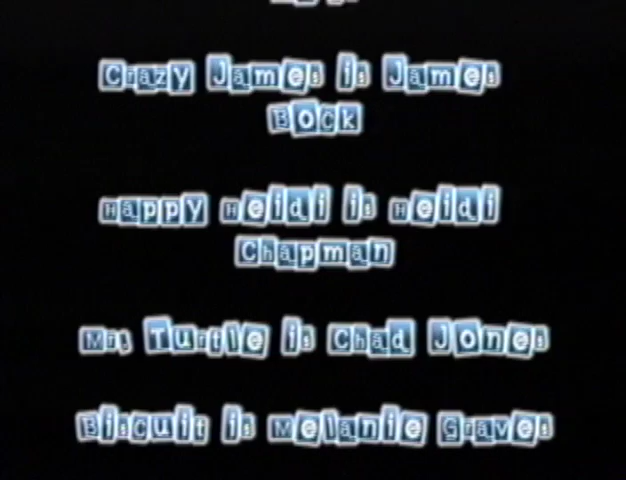 Crazy James is James
Bock
Happy Heidi is Heidi
Chapman
Mr. Turtle is Chad Jones
Biscuit is Melanie Graves